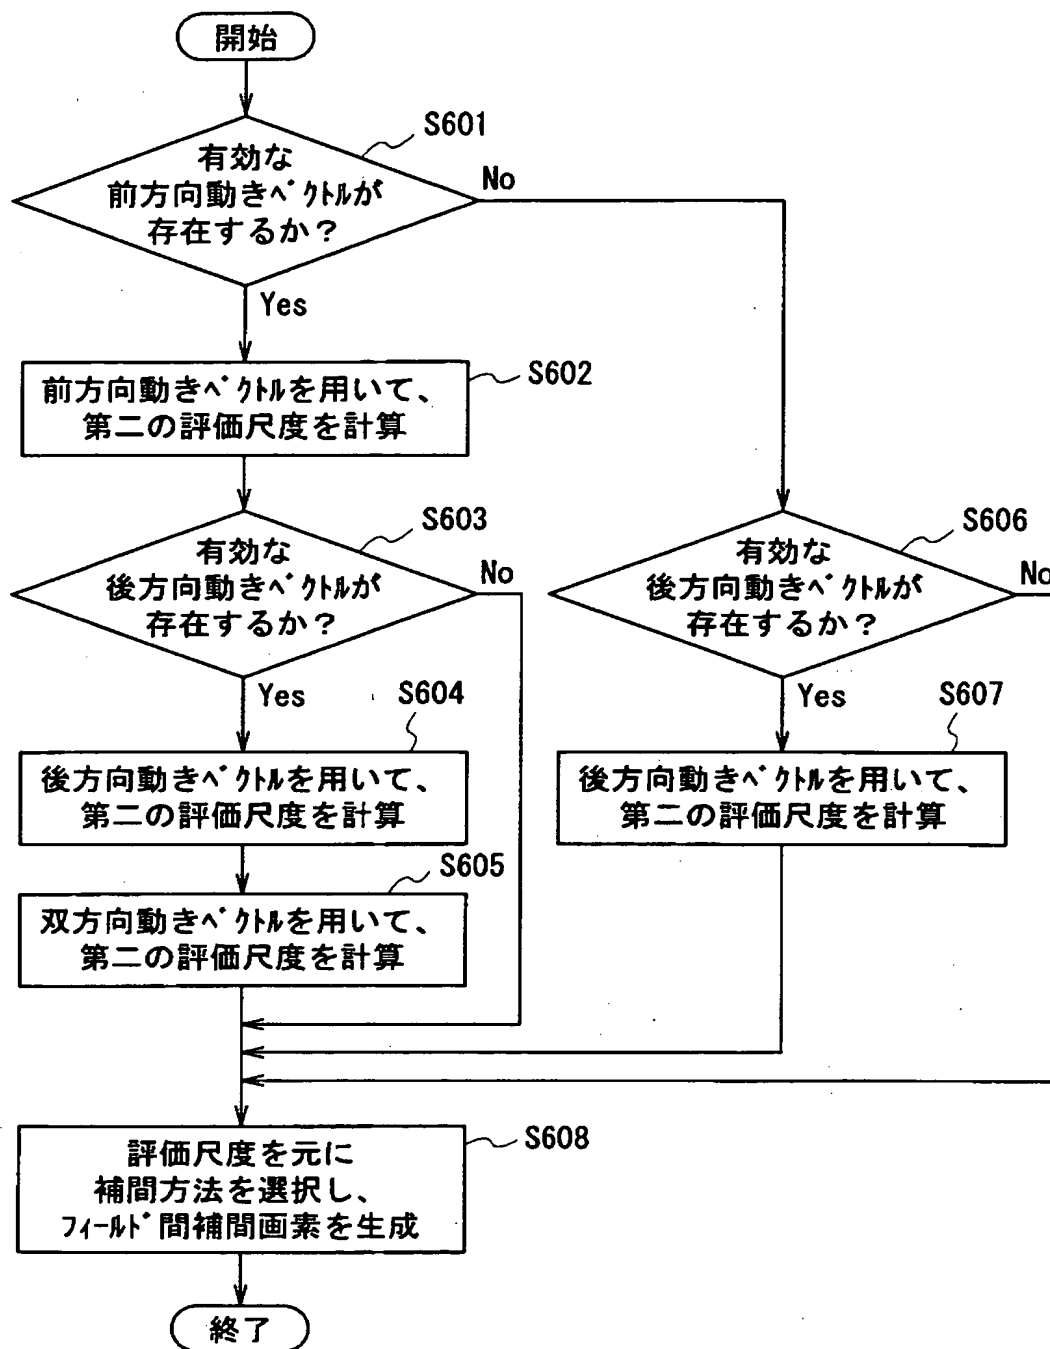 開始
S601
有効な
前方向動きﾍﾞｸﾄﾙが
存在するか？
No
Yes
S602
前方向動きﾍﾞｸﾄﾙを用いて、
第二の評価尺度を計算
S603
有効な
後方向動きﾍﾞｸﾄﾙが
存在するか？
No
Yes
S606
有効な
後方向動きﾍﾞｸﾄﾙが
存在するか？
No
Yes
S604
後方向動きﾍﾞｸﾄﾙを用いて、
第二の評価尺度を計算
S607
後方向動きﾍﾞｸﾄﾙを用いて、
第二の評価尺度を計算
S605
双方向動きﾍﾞｸﾄﾙを用いて、
第二の評価尺度を計算
S608
評価尺度を元に
補間方法を選択し、
ﾌｨｰﾙﾄﾞ間補間画素を生成
終了